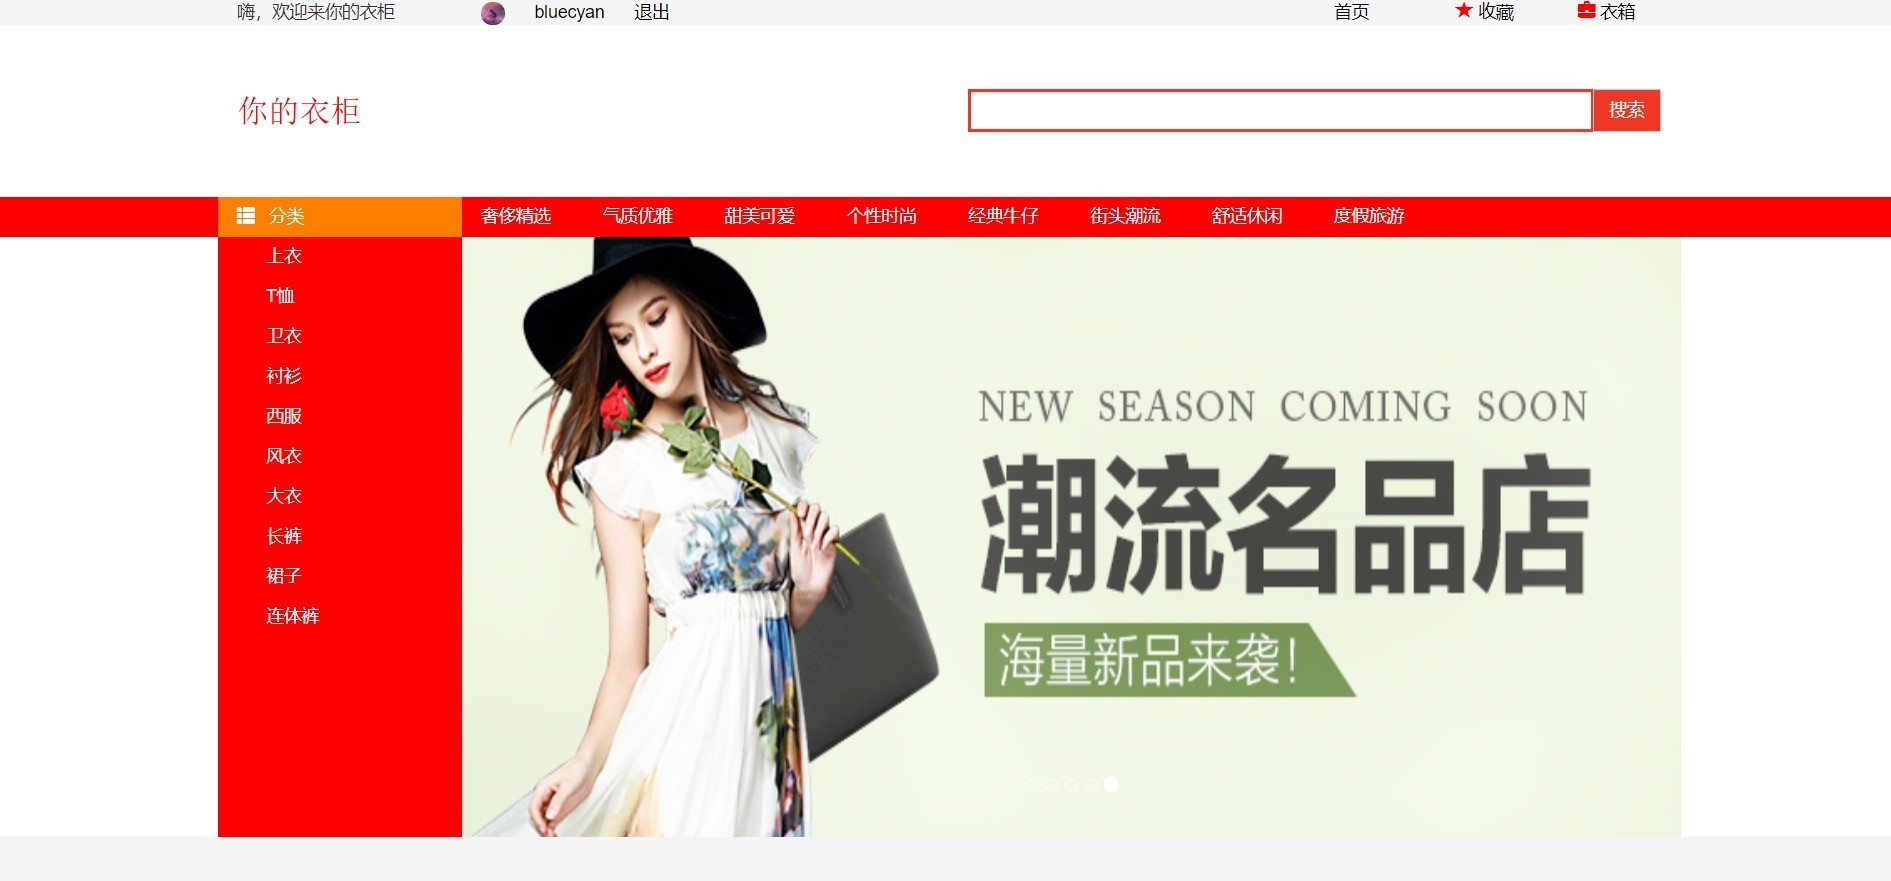 嗨，欢迎来你的衣柜 bluecyan 退出 首页 收藏 衣箱
你的衣柜 搜索
分类 奢侈精选 气质优雅 甜美可爱 个性时尚 经典牛仔 街头潮流 舒适休闲 度假旅游
上衣
T恤
卫衣
衬衫
西服
风衣
大衣
长裤
裙子
连体裤
NEW SEASON COMING SOON
潮流名品店
海量新品来袭！